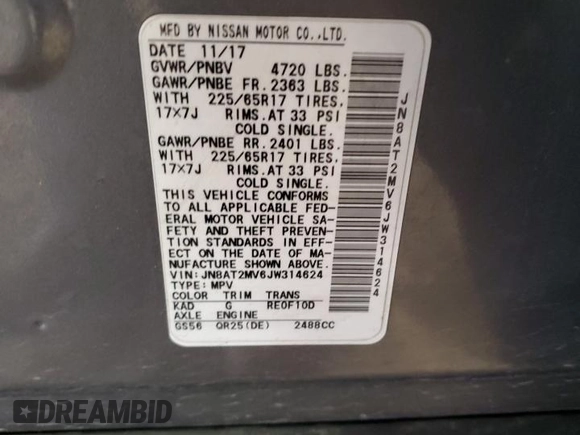 MFD BY NISSAN MOTOR CO.,LTD.
DATE 11/17
GVWR/PNBV 4720 LBS.
GAWR/PNBE FR. 2363 LBS.
WITH 225/65R17 TIRES,
17X7J RIMS.AT 33 PSI
COLD SINGLE.
GAWR/PNBE RR. 2401 LBS.
WITH 225/65R17 TIRES,
17X7J RIMS.AT 33 PSI
COLD SINGLE.
THIS VEHICLE CONFORMS
TO ALL APPLICABLE FED-
ERAL MOTOR VEHICLE SA-
FETY AND THEFT PREVEN-
TION STANDARDS IN EFF-
ECT ON THE DATE OF MA-
NUFACTURE SHOWN ABOVE.
VIN:JN8AT2MV6JW314624
TYPE:MPV
COLOR TRIM TRANS
KAD G RE0F10D
AXLE ENGINE
GS56 QR25(DE) 2488CC
JN8AT2MV6JW314624
DREAMBID